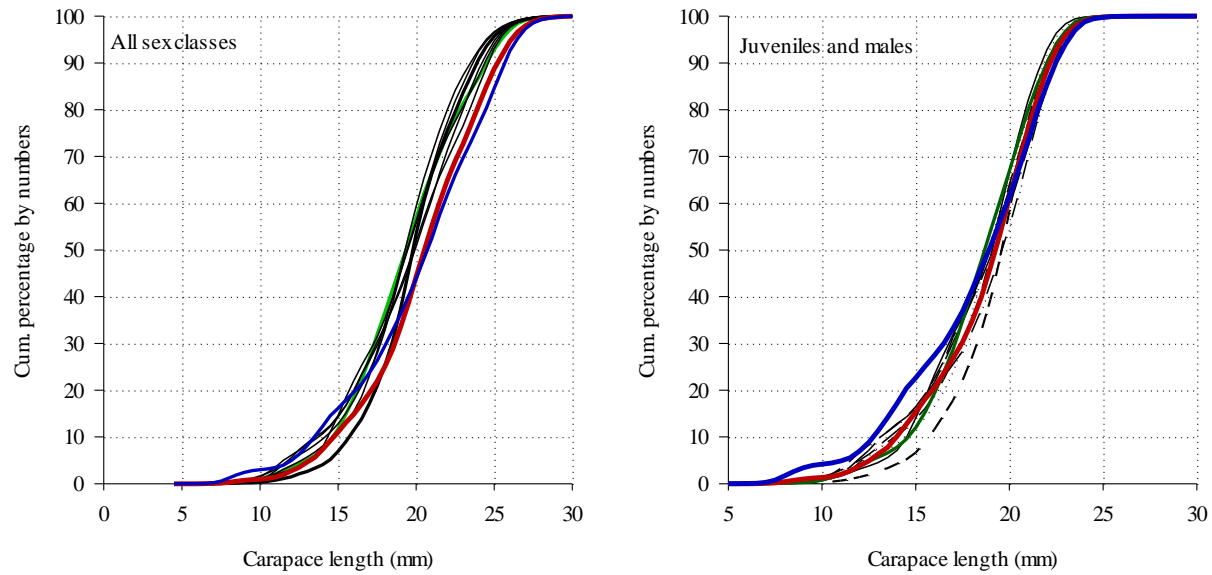 All sex classes
Cum. percentage by numbers
100
90
80
70
60
50
40
30
20
10
0
0 5 10 15 20 25 30
Carapace length (mm)
Juveniles and males
Cum. percentage by numbers
100
90
80
70
60
50
40
30
20
10
0
5 10 15 20 25 30
Carapace length (mm)